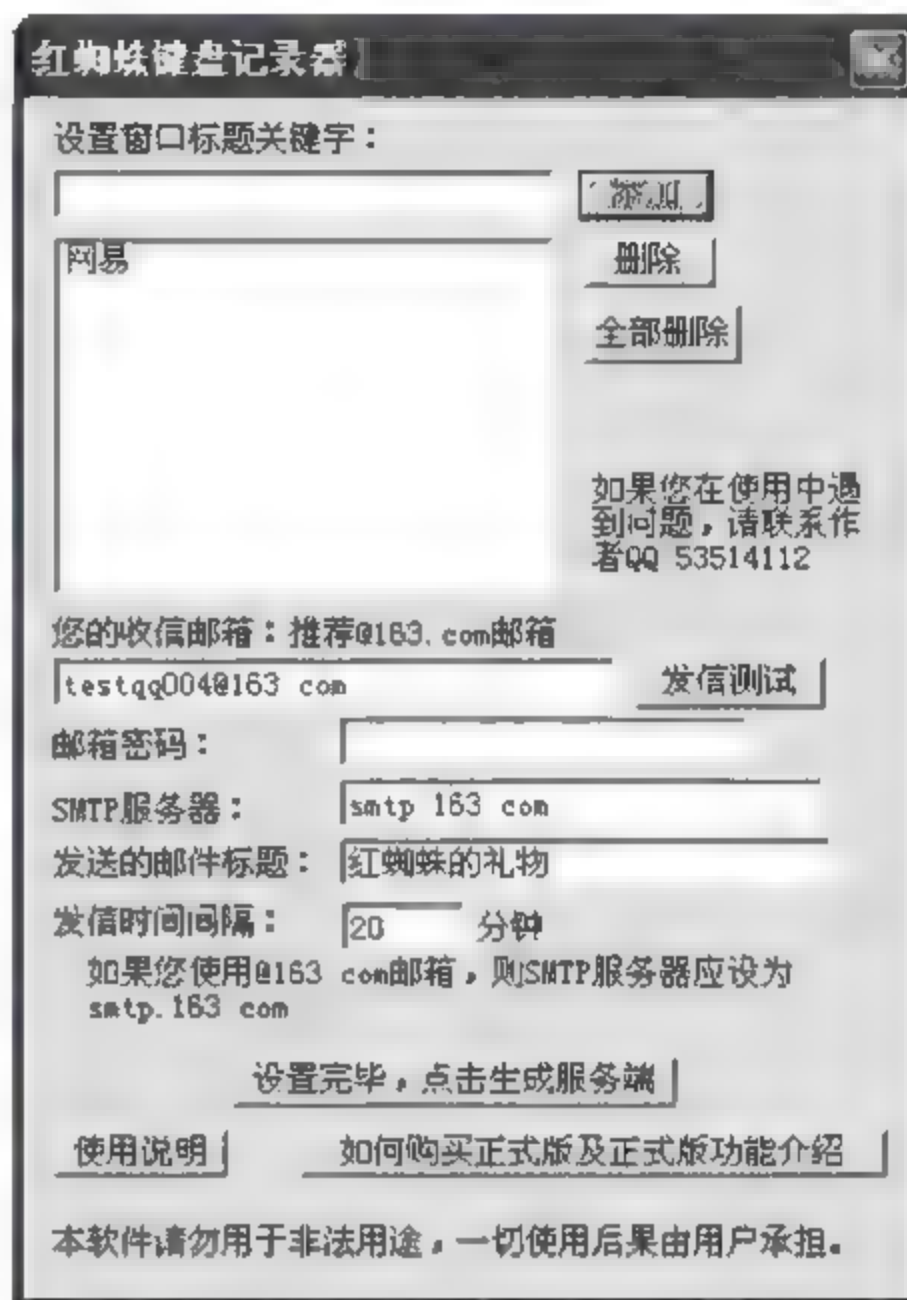 红蜘蛛键盘记录器
设置窗口标题关键字：
添加
网易
删除
全部删除
如果您在使用中遇
到问题，请联系作
者QQ 53514112
您的收信邮箱：推荐@163.com邮箱
testqq004@163 com
发信测试
邮箱密码：
SMTP服务器：
smtp 163 com
发送的邮件标题：
红蜘蛛的礼物
发信时间间隔：
20 分钟
如果您使用@163 com邮箱，则SMTP服务器应设为
smtp.163 com
设置完毕，点击生成服务端
使用说明
如何购买正式版及正式版功能介绍
本软件请勿用于非法用途，一切使用后果由用户承担。